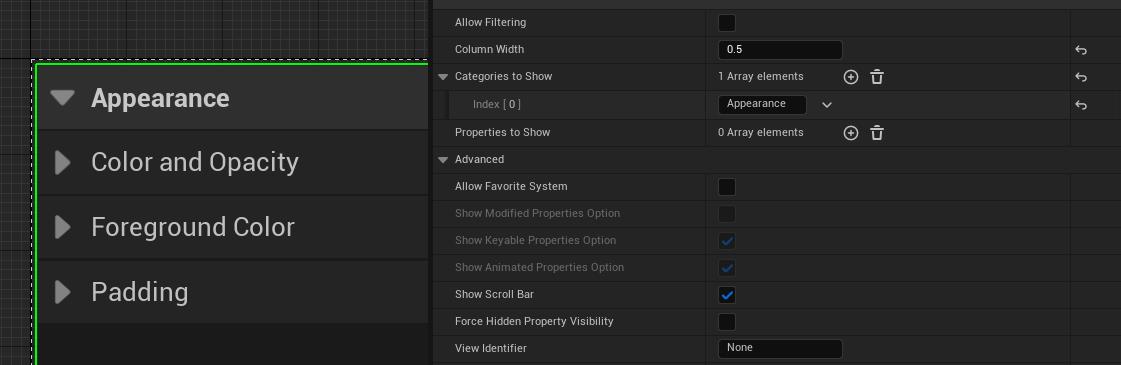 Appearance
Color and Opacity
Foreground Color
Padding
Allow Filtering
Column Width 0.5
Categories to Show 1 Array elements
Index [ 0 ] Appearance
Properties to Show 0 Array elements
Advanced
Allow Favorite System
Show Modified Properties Option
Show Keyable Properties Option
Show Animated Properties Option
Show Scroll Bar
Force Hidden Property Visibility
View Identifier None